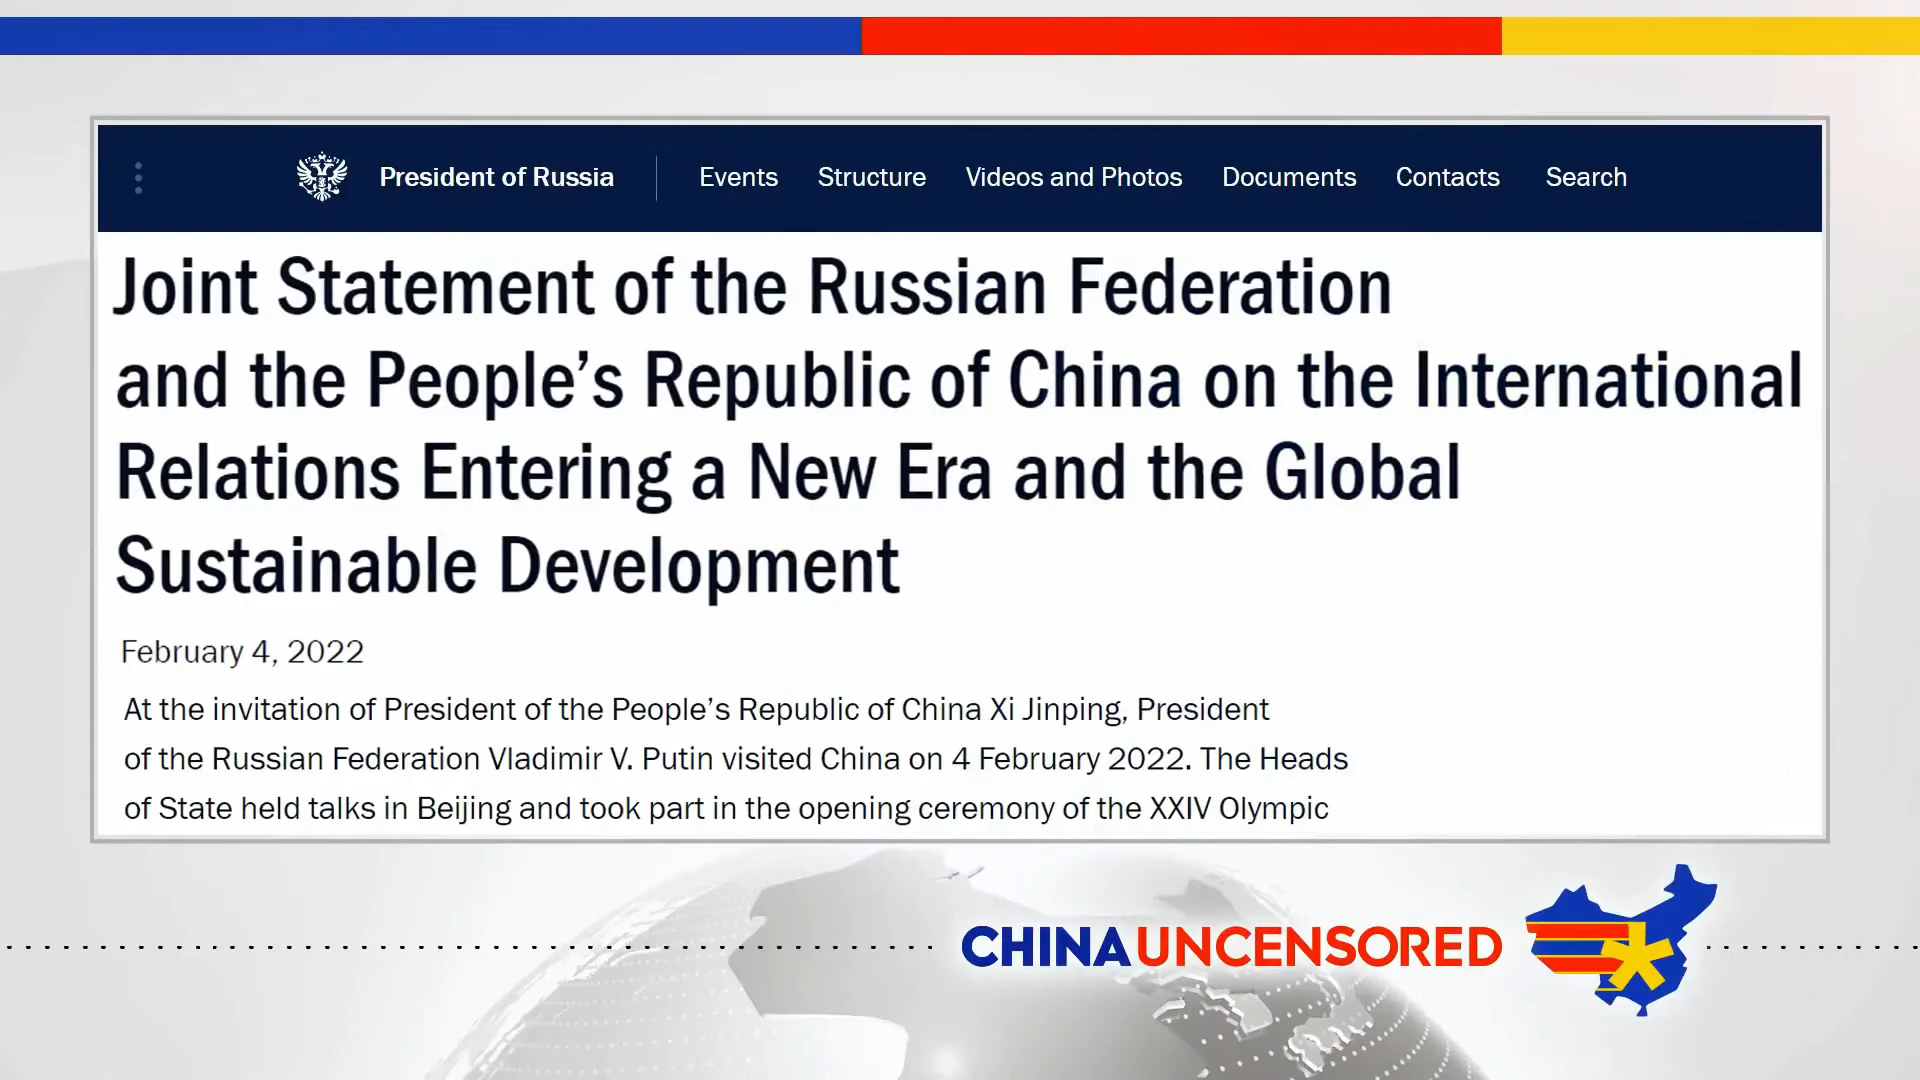 President of Russia
Events Structure Videos and Photos Documents Contacts Search
Joint Statement of the Russian Federation
and the People’s Republic of China on the International
Relations Entering a New Era and the Global
Sustainable Development
February 4, 2022
At the invitation of President of the People’s Republic of China Xi Jinping, President
of the Russian Federation Vladimir V. Putin visited China on 4 February 2022. The Heads
of State held talks in Beijing and took part in the opening ceremony of the XXIV Olympic
CHINA UNCENSORED